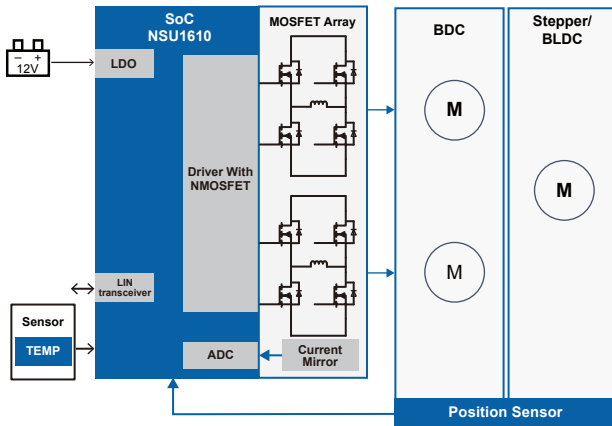 SoC
NSU1610
MOSFET Array
BDC
Stepper/
BLDC
– +
12V
LDO
Driver With
NMOSFET
M
M
M
LIN
transceiver
Sensor
TEMP
ADC
Current
Mirror
Position Sensor